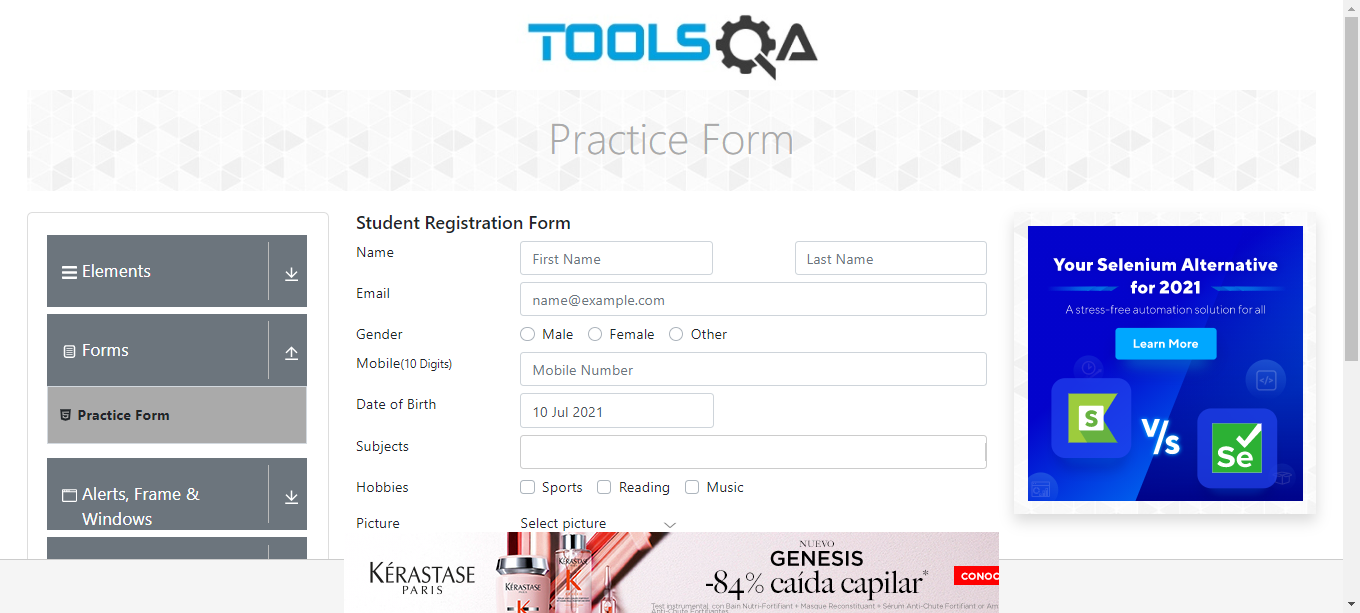 TOOLSQA
Practice Form
Elements
Forms
Practice Form
Alerts, Frame &
Windows
Student Registration Form
Name
First Name
Last Name
Email
name@example.com
Gender
Male
Female
Other
Mobile(10 Digits)
Mobile Number
Date of Birth
10 Jul 2021
Subjects
Hobbies
Sports
Reading
Music
Picture
Select picture
Your Selenium Alternative
for 2021
A stress-free automation solution for all
Learn More
S
V/s
Se
KÉRASTASE
PARIS
KÉRASTASE
K
KÉRASTASE
K
NUEVO
GENESIS
-84% caída capilar*
CONOC
Test instrumental, con Bain Nutri-Fortifiant + Masque Reconstituant + Sérum Anti-Chute Fortifiant or Am
Anti-Chute Fortifiantes